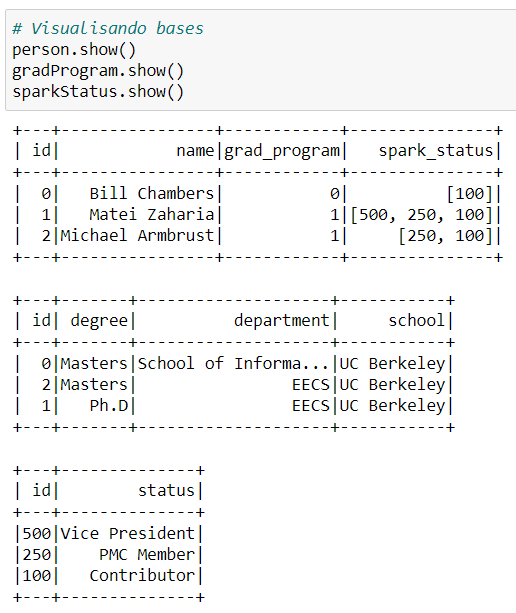 # Visualisando bases
person.show()
gradProgram.show()
sparkStatus.show()
+---+----------------+------------+---------------+
| id|            name|grad_program|   spark_status|
+---+----------------+------------+---------------+
|  0|   Bill Chambers|           0|          [100]|
|  1|   Matei Zaharia|           1|[500, 250, 100]|
|  2|Michael Armbrust|           1|     [250, 100]|
+---+----------------+------------+---------------+
+---+-------+--------------------+-----------+
| id| degree|          department|     school|
+---+-------+--------------------+-----------+
|  0|Masters|School of Informa...|UC Berkeley|
|  2|Masters|                EECS|UC Berkeley|
|  1|  Ph.D|                EECS|UC Berkeley|
+---+-------+--------------------+-----------+
+---+--------------+
| id|        status|
+---+--------------+
|500|Vice President|
|250|    PMC Member|
|100|   Contributor|
+---+--------------+